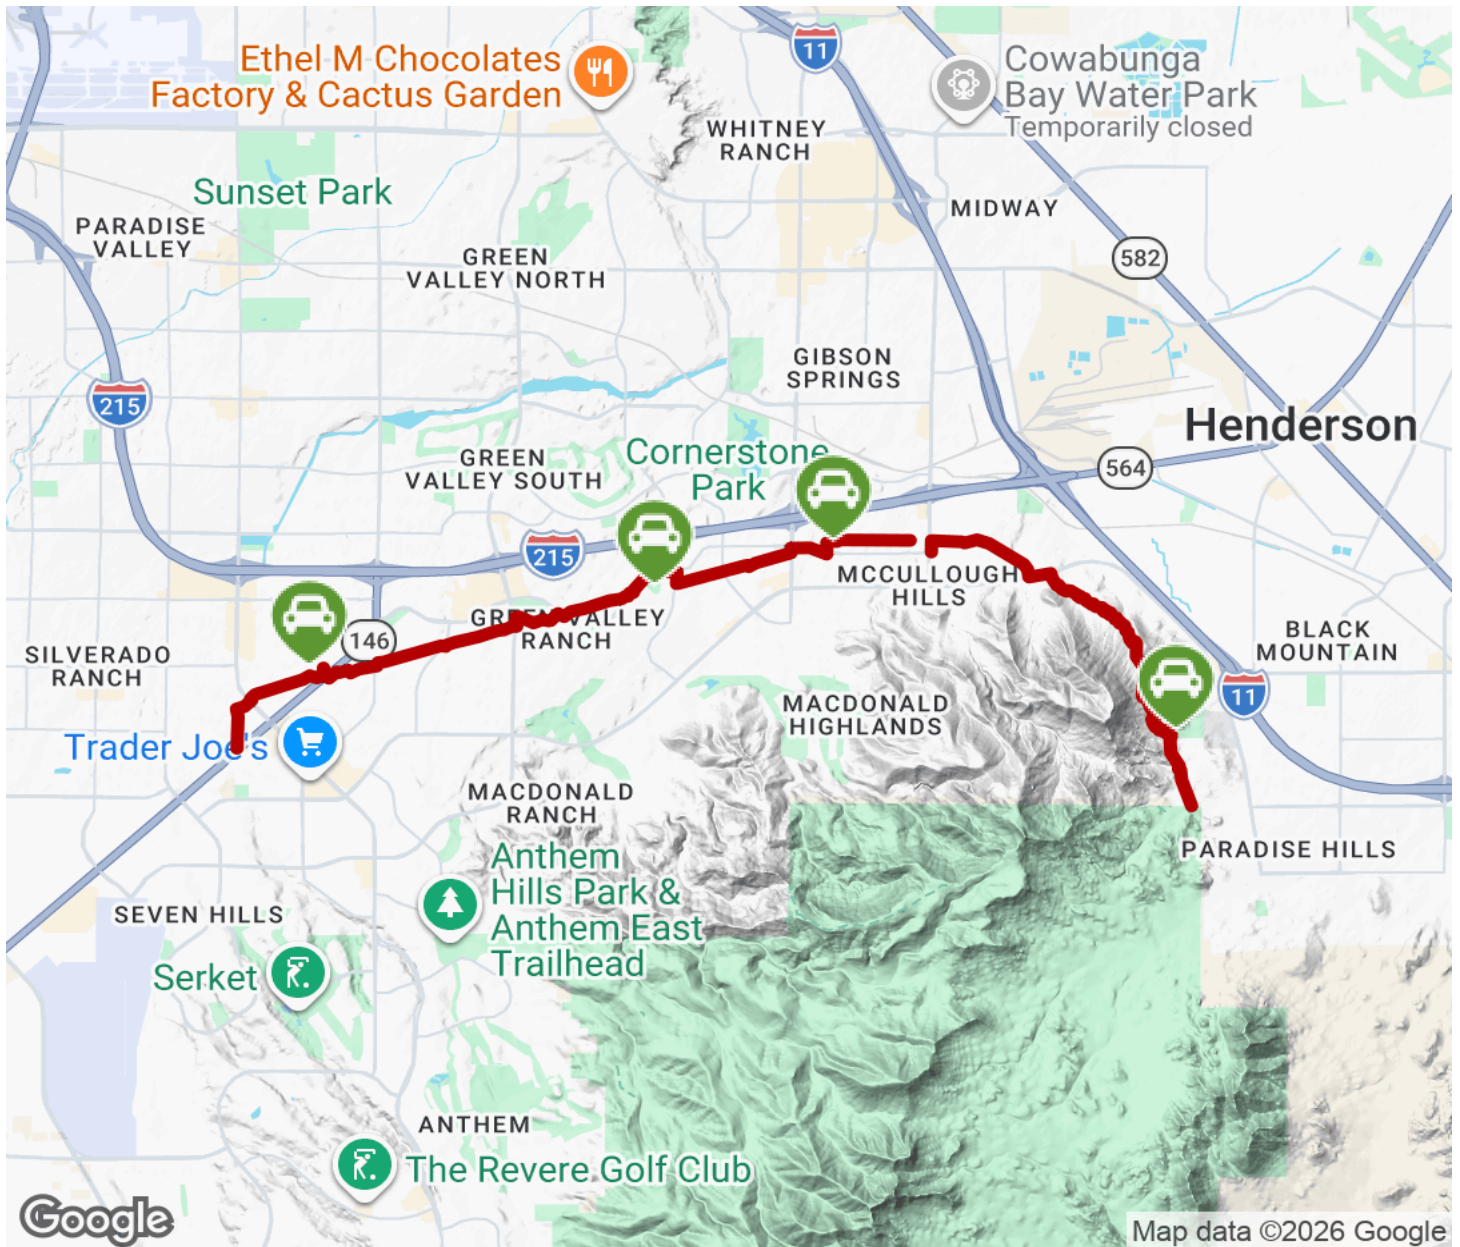 11
Ethel M Chocolates
Factory & Cactus Garden
Cowabunga
Bay Water Park
Temporarily closed
WHITNEY
RANCH
Sunset Park
MIDWAY
PARADISE
VALLEY
GREEN
VALLEY NORTH
582
GIBSON
SPRINGS
215
Henderson
Cornerstone
Park
GREEN
VALLEY SOUTH
564
215
MCCULLOUGH
HILLS
146
GREEN VALLEY
RANCH
SILVERADO
RANCH
BLACK
MOUNTAIN
11
MACDONALD
HIGHLANDS
Trader Joe's
MACDONALD
RANCH
PARADISE HILLS
Anthem
Hills Park &
Anthem East
Trailhead
SEVEN HILLS
Serket
ANTHEM
The Revere Golf Club
Google
Map data ©2026 Google